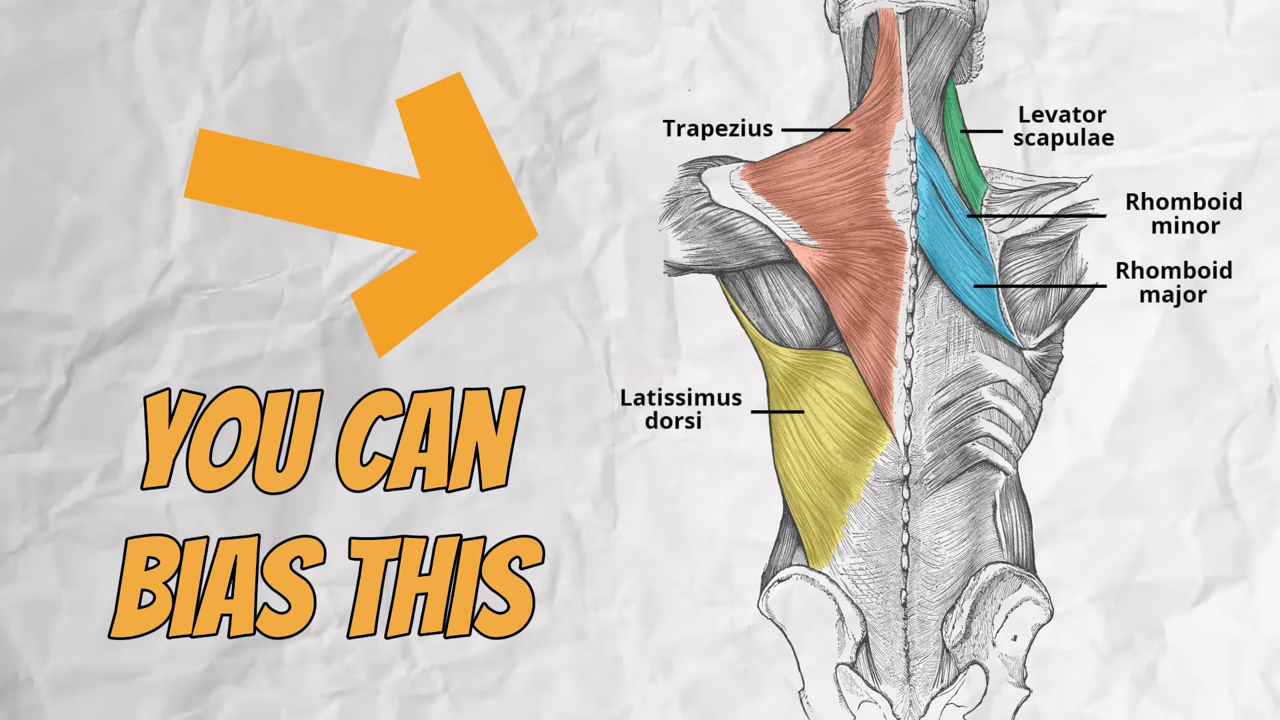 YOU CAN
BIAS THIS
Trapezius
Levator
scapulae
Rhomboid
minor
Rhomboid
major
Latissimus
dorsi